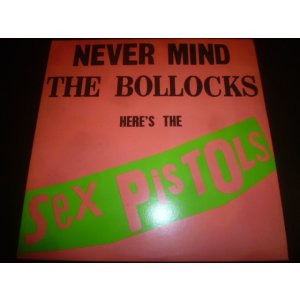 NEVER MIND
THE BOLLOCKS
HERE'S THE
Sex PiSTOLs